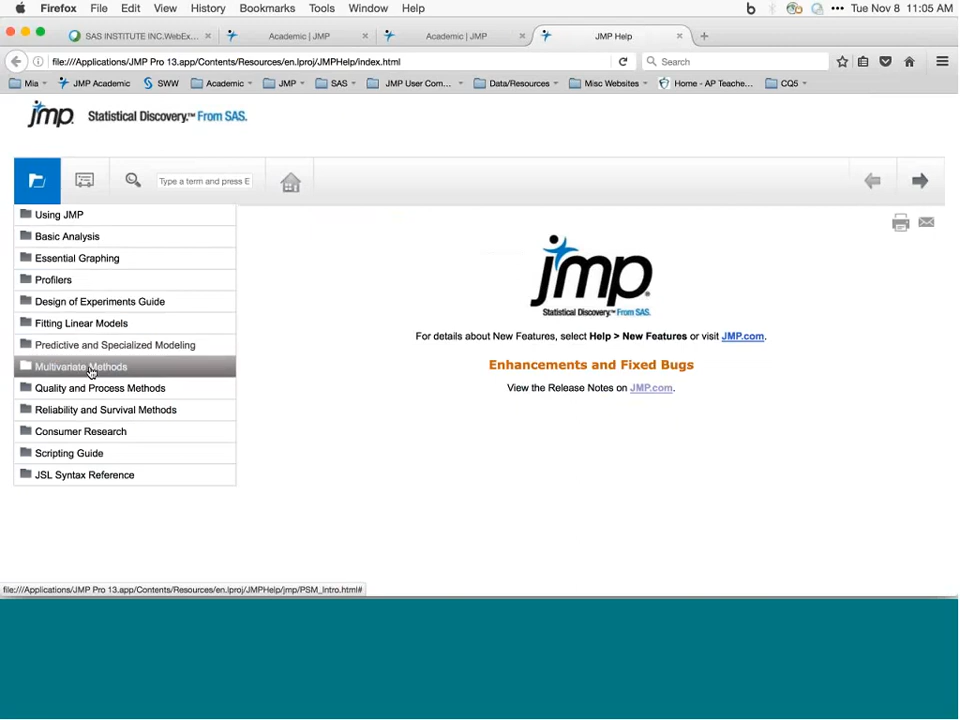 Firefox File Edit View History Bookmarks Tools Window Help
b ••• Tue Nov 8 11:05 AM
SAS INSTITUTE INC.WebEx... × Academic | JMP × Academic | JMP × JMP Help × +
file:///Applications/JMP Pro 13.app/Contents/Resources/en.lproj/JMPHelp/index.html Search
Mia JMP Academic SWW Academic JMP SAS JMP User Com... Data/Resources Misc Websites Home - AP Teache... CQ5
jmp Statistical Discovery.™ From SAS.
Type a term and press E
Using JMP
Basic Analysis
Essential Graphing
Profilers
Design of Experiments Guide
Fitting Linear Models
Predictive and Specialized Modeling
Multivariate Methods
Quality and Process Methods
Reliability and Survival Methods
Consumer Research
Scripting Guide
JSL Syntax Reference
jmp
Statistical Discovery.™ From SAS.
For details about New Features, select Help > New Features or visit JMP.com.
Enhancements and Fixed Bugs
View the Release Notes on JMP.com.
file:///Applications/JMP Pro 13.app/Contents/Resources/en.lproj/JMPHelp/jmp/PSM_Intro.html#